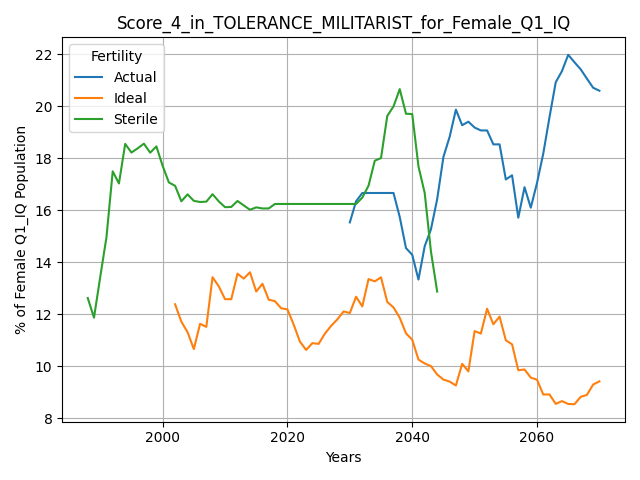 Score_4_in_TOLERANCE_MILITARIST_for_Female_Q1_IQ
Fertility
Actual
Ideal
Sterile
22
20
18
16
14
12
10
8
% of Female Q1_IQ Population
2000
2020
2040
2060
Years